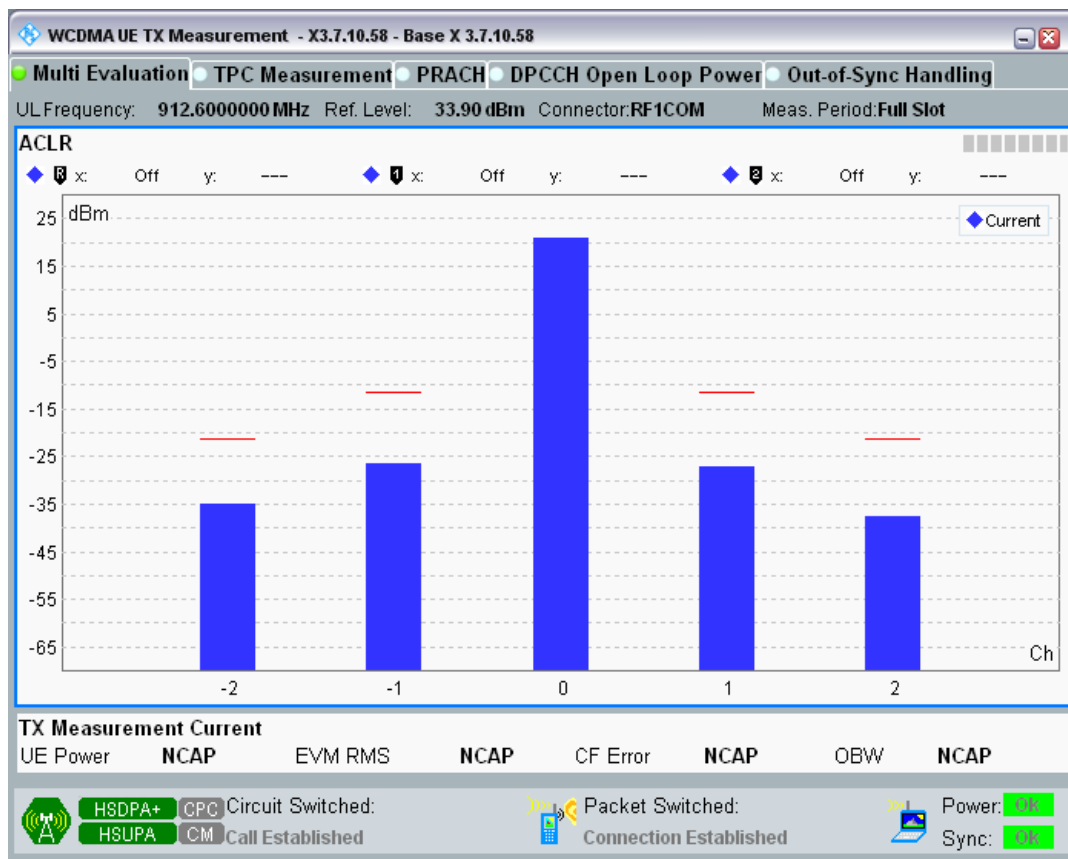 WCDMA UE TX Measurement - X3.7.10.58 - Base X 3.7.10.58
Multi Evaluation TPC Measurement PRACH DPCCH Open Loop Power Out-of-Sync Handling
UL Frequency: 912.6000000 MHz Ref. Level: 33.90 dBm Connector:RF1COM Meas. Period:Full Slot
ACLR
R x: Off y: --- 1 x: Off y: --- 2 x: Off y: ---
dBm
Current
25
15
5
-5
-15
-25
-35
-45
-55
-65
Ch
-2 -1 0 1 2
TX Measurement Current
UE Power NCAP EVM RMS NCAP CF Error NCAP OBW NCAP
HSDPA+ CPC Circuit Switched: Packet Switched: Power: OK
HSUPA CM Call Established Connection Established Sync: OK